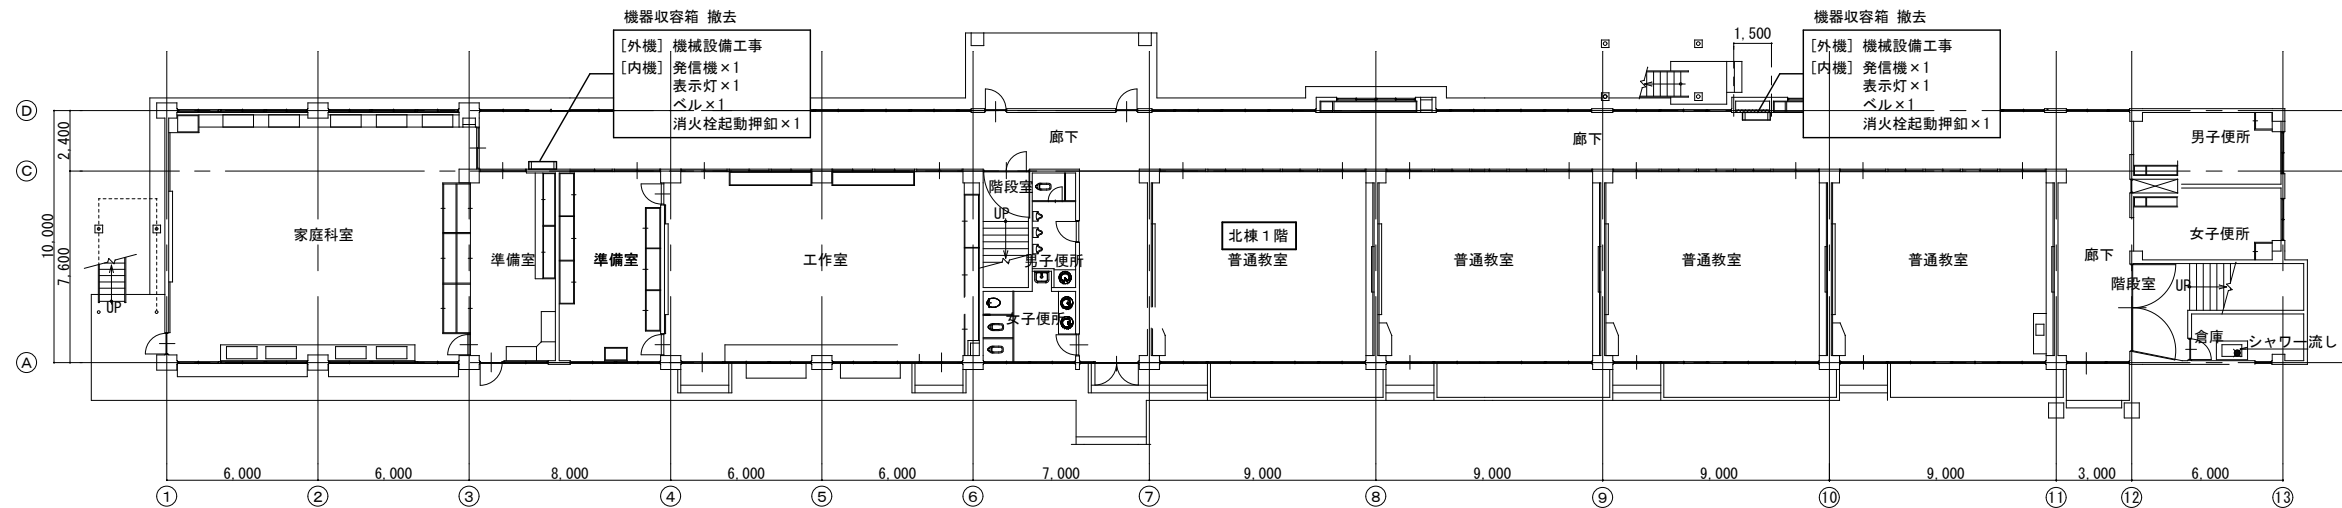 機器収容箱 撤去
[外機] 機械設備工事
[内機] 発信機×1
表示灯×1
ベル×1
消火栓起動押釦×1
機器収容箱 撤去
[外機] 機械設備工事
[内機] 発信機×1
表示灯×1
ベル×1
消火栓起動押釦×1
1,500
D
C
A
2,400
7,600
10,000
廊下
廊下
男子便所
階段室
UP
家庭科室
準備室
準備室
工作室
男子便所
女子便所
北棟1階
普通教室
普通教室
普通教室
普通教室
廊下
女子便所
階段室
UP
倉庫
シャワー流し
UP
6,000
6,000
8,000
6,000
6,000
7,000
9,000
9,000
9,000
9,000
3,000
6,000
①
②
③
④
⑤
⑥
⑦
⑧
⑨
⑩
⑪
⑫
⑬